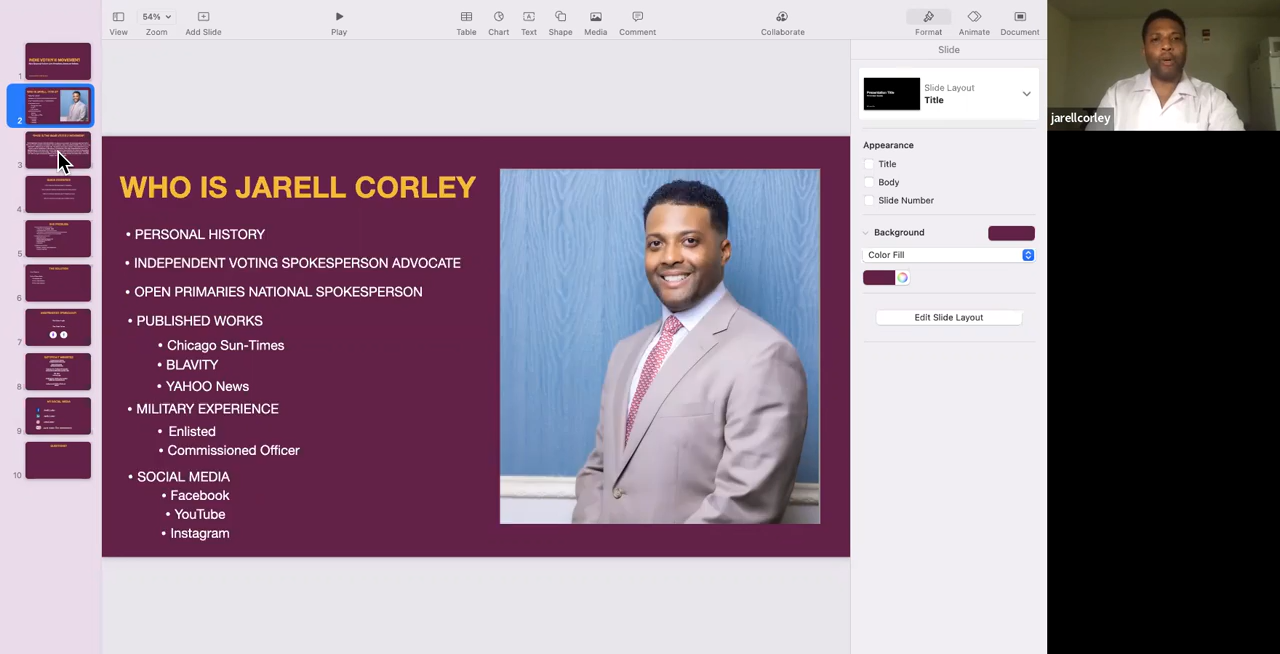 View
54%
Zoom
Add Slide
Play
Table
Chart
Text
Shape
Media
Comment
Collaborate
Format
Animate
Document
Slide
Slide Layout
Title
Appearance
Title
Body
Slide Number
Background
Color Fill
Edit Slide Layout
1
2
3
4
5
6
7
8
9
10
WHO IS JARELL CORLEY
• PERSONAL HISTORY
• INDEPENDENT VOTING SPOKESPERSON ADVOCATE
• OPEN PRIMARIES NATIONAL SPOKESPERSON
• PUBLISHED WORKS
• Chicago Sun-Times
• BLAVITY
• YAHOO News
• MILITARY EXPERIENCE
• Enlisted
• Commissioned Officer
• SOCIAL MEDIA
• Facebook
• YouTube
• Instagram
jarellcorley